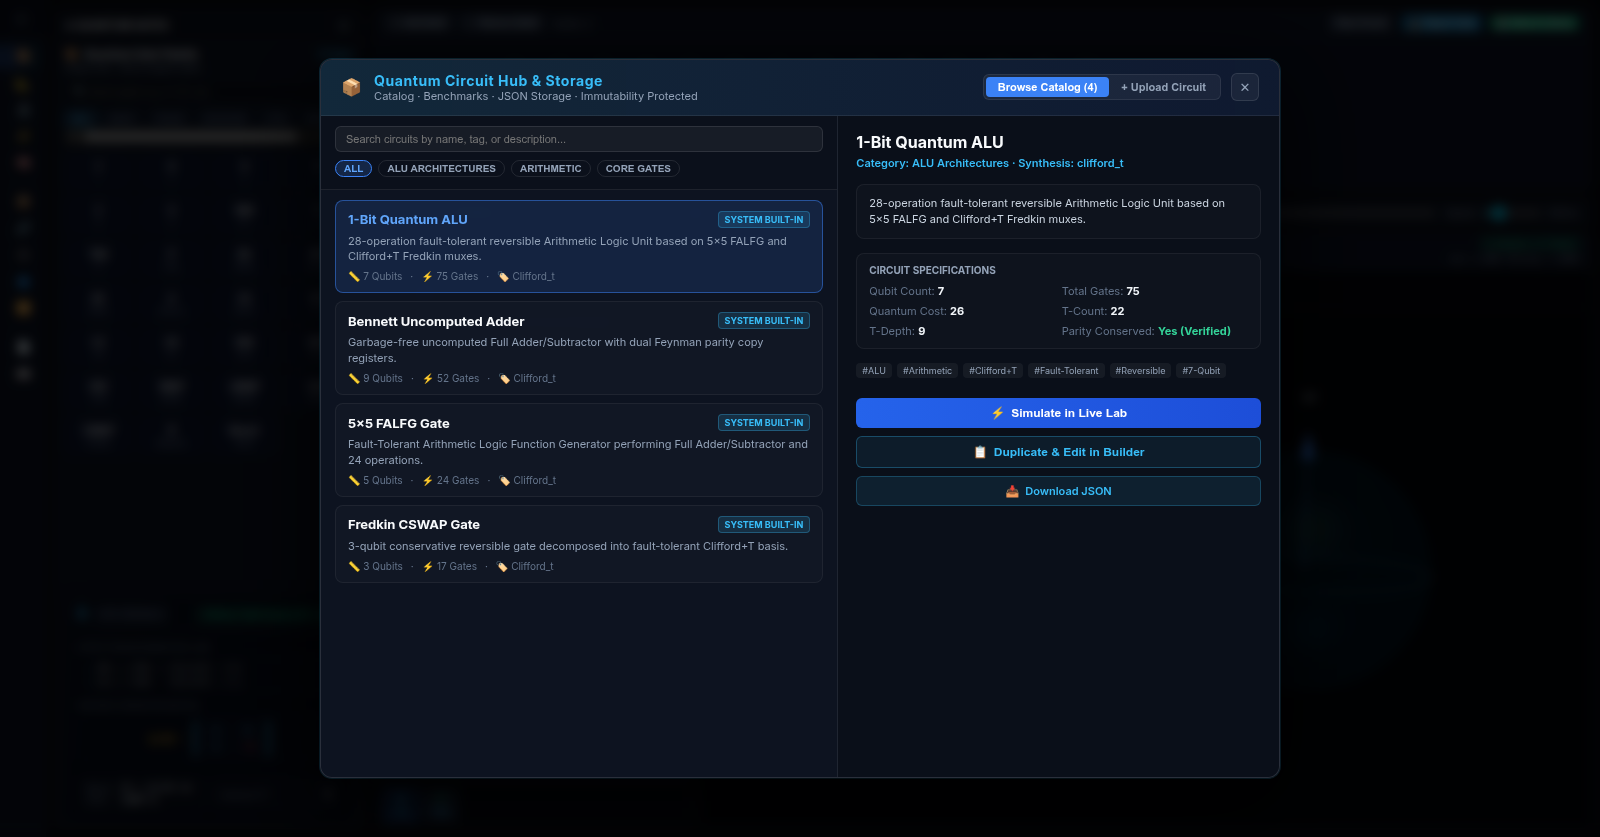 Quantum Circuit Hub & Storage
Catalog · Benchmarks · JSON Storage · Immutability Protected
Browse Catalog (4)
+ Upload Circuit
✕
Search circuits by name, tag, or description...
ALL
ALU ARCHITECTURES
ARITHMETIC
CORE GATES
1-Bit Quantum ALU
SYSTEM BUILT-IN
28-operation fault-tolerant reversible Arithmetic Logic Unit based on 5×5 FALFG and
Clifford+T Fredkin muxes.
7 Qubits · 75 Gates · Clifford_t
Bennett Uncomputed Adder
SYSTEM BUILT-IN
Garbage-free uncomputed Full Adder/Subtractor with dual Feynman parity copy
registers.
9 Qubits · 52 Gates · Clifford_t
5×5 FALFG Gate
SYSTEM BUILT-IN
Fault-Tolerant Arithmetic Logic Function Generator performing Full Adder/Subtractor and
24 operations.
5 Qubits · 24 Gates · Clifford_t
Fredkin CSWAP Gate
SYSTEM BUILT-IN
3-qubit conservative reversible gate decomposed into fault-tolerant Clifford+T basis.
3 Qubits · 17 Gates · Clifford_t
1-Bit Quantum ALU
Category: ALU Architectures · Synthesis: clifford_t
28-operation fault-tolerant reversible Arithmetic Logic Unit based on
5×5 FALFG and Clifford+T Fredkin muxes.
CIRCUIT SPECIFICATIONS
Qubit Count: 7
Total Gates: 75
Quantum Cost: 26
T-Count: 22
T-Depth: 9
Parity Conserved: Yes (Verified)
#ALU #Arithmetic #Clifford+T #Fault-Tolerant #Reversible #7-Qubit
Simulate in Live Lab
Duplicate & Edit in Builder
Download JSON